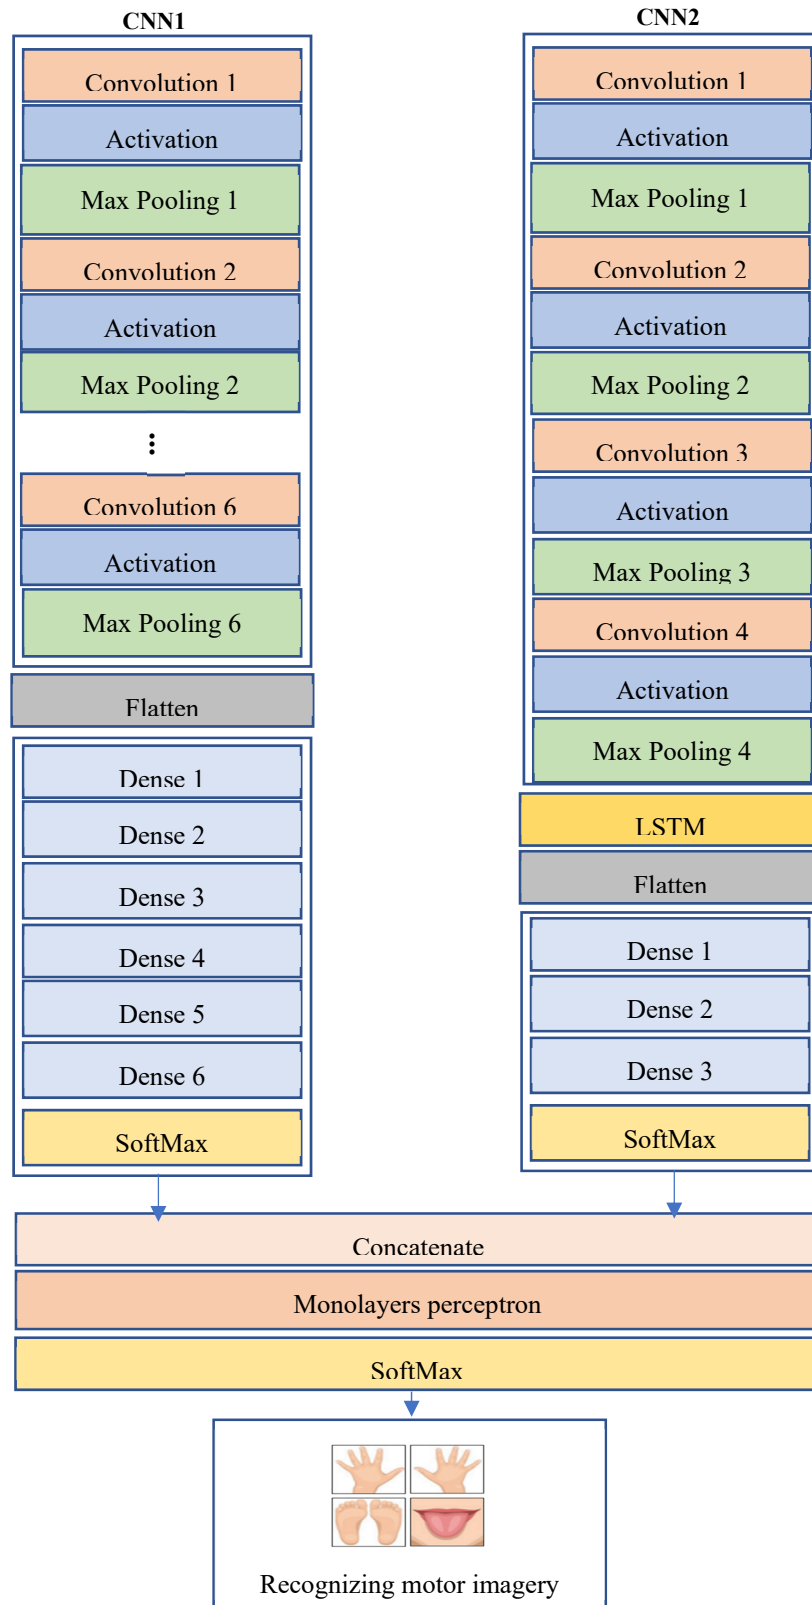 CNN1
Convolution 1
Activation
Max Pooling 1
Convolution 2
Activation
Max Pooling 2
...
Convolution 6
Activation
Max Pooling 6
Flatten
Dense 1
Dense 2
Dense 3
Dense 4
Dense 5
Dense 6
SoftMax
CNN2
Convolution 1
Activation
Max Pooling 1
Convolution 2
Activation
Max Pooling 2
Convolution 3
Activation
Max Pooling 3
Convolution 4
Activation
Max Pooling 4
LSTM
Flatten
Dense 1
Dense 2
Dense 3
SoftMax
Concatenate
Monolayers perceptron
SoftMax
Recognizing motor imagery